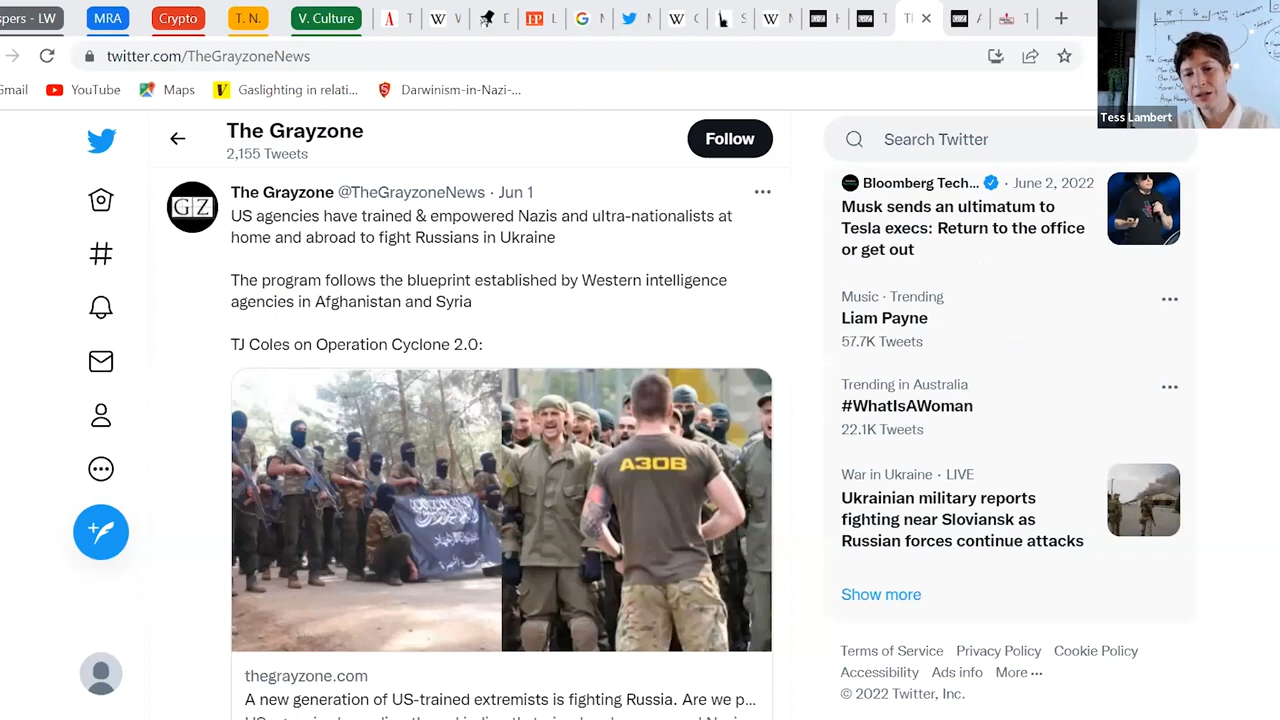 spers - LW
MRA
Crypto
T. N.
V. Culture
twitter.com/TheGrayzoneNews
Gmail
YouTube
Maps
Gaslighting in relati...
Darwinism-in-Nazi-...
Tess Lambert
The Grayzone
2,155 Tweets
Follow
Search Twitter
GZ
The Grayzone @TheGrayzoneNews · Jun 1
US agencies have trained & empowered Nazis and ultra-nationalists at
home and abroad to fight Russians in Ukraine
The program follows the blueprint established by Western intelligence
agencies in Afghanistan and Syria
TJ Coles on Operation Cyclone 2.0:
АЗОВ
thegrayzone.com
A new generation of US-trained extremists is fighting Russia. Are we p...
Bloomberg Tech... · June 2, 2022
Musk sends an ultimatum to
Tesla execs: Return to the office
or get out
Music · Trending
Liam Payne
57.7K Tweets
Trending in Australia
#WhatIsAWoman
22.1K Tweets
War in Ukraine · LIVE
Ukrainian military reports
fighting near Sloviansk as
Russian forces continue attacks
Show more
Terms of Service Privacy Policy Cookie Policy
Accessibility Ads info More ···
© 2022 Twitter, Inc.